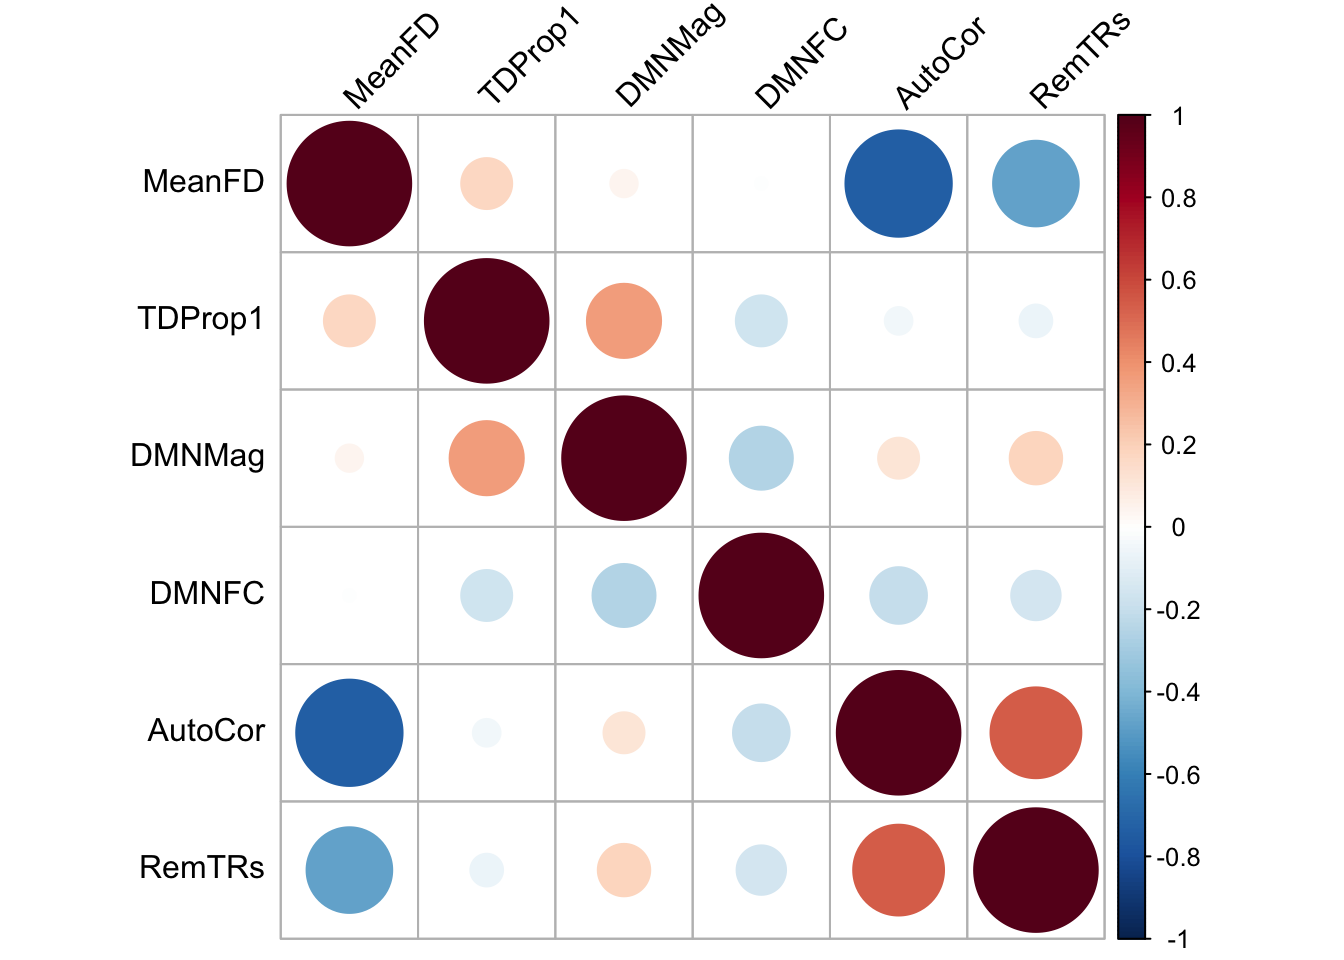 MeanFD
TDProp1
DMNMag
DMNFC
AutoCor
RemTRs
MeanFD
TDProp1
DMNMag
DMNFC
AutoCor
RemTRs
1
0.8
0.6
0.4
0.2
0
-0.2
-0.4
-0.6
-0.8
-1